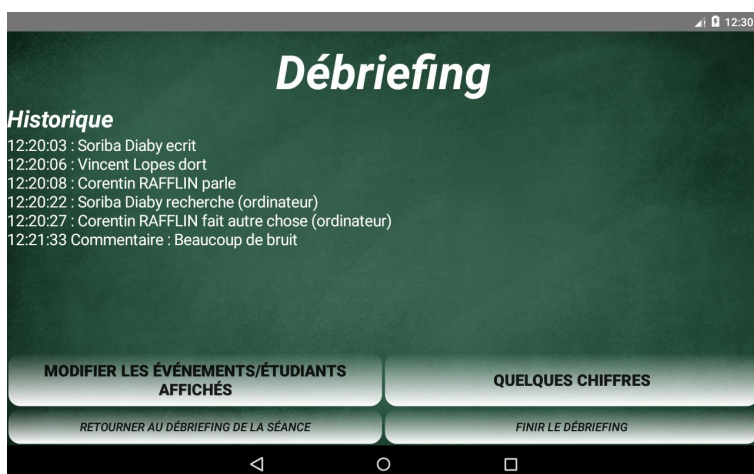 12:30
Débriefing
Historique
12:20:03 : Soriba Diaby ecrit
12:20:06 : Vincent Lopes dort
12:20:08 : Corentin RAFFLIN parle
12:20:22 : Soriba Diaby recherche (ordinateur)
12:20:27 : Corentin RAFFLIN fait autre chose (ordinateur)
12:21:33 Commentaire : Beaucoup de bruit
MODIFIER LES ÉVÉNEMENTS/ÉTUDIANTS
AFFICHÉS
QUELQUES CHIFFRES
RETOURNER AU DÉBRIEFING DE LA SÉANCE
FINIR LE DÉBRIEFING